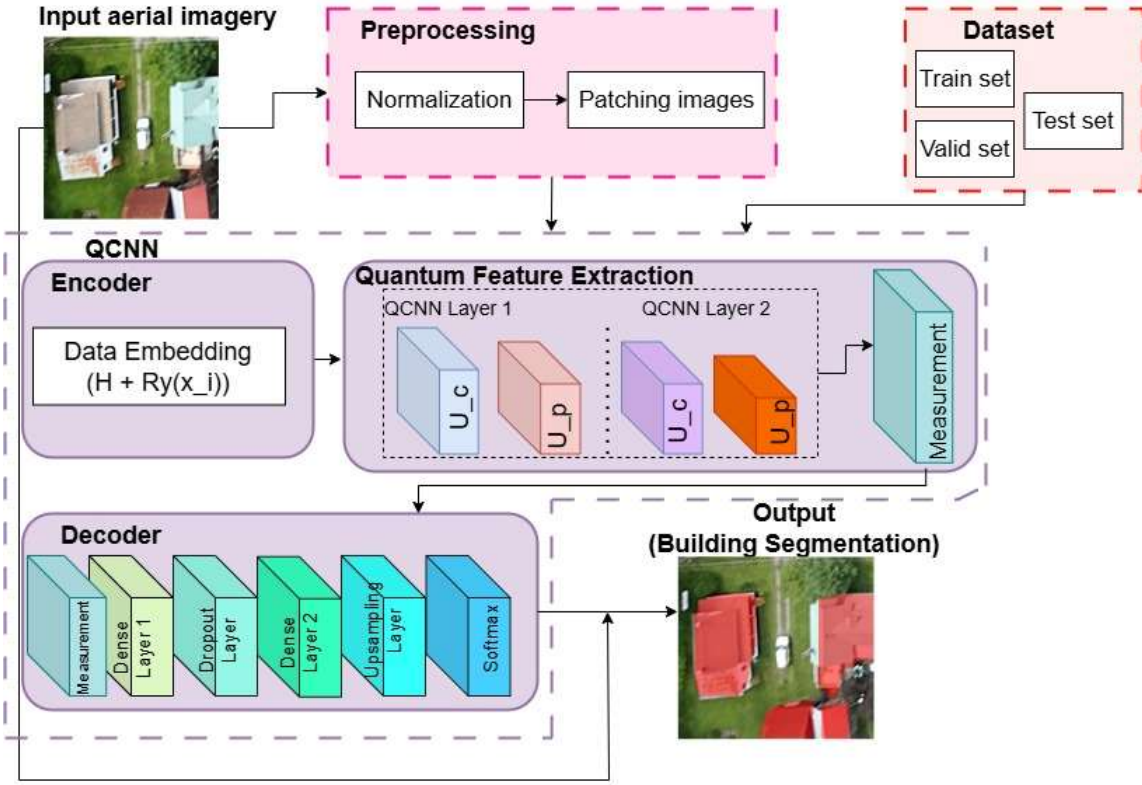 Input aerial imagery
Preprocessing
Normalization
Patching images
Dataset
Train set
Valid set
Test set
QCNN
Encoder
Data Embedding
(H + Ry(x_i))
Quantum Feature Extraction
QCNN Layer 1
U_c
U_p
QCNN Layer 2
U_c
U_p
Measurement
Decoder
Measurement
Dense
Layer 1
Dropout
Layer
Dense
Layer 2
Upsampling
Layer
Softmax
Output
(Building Segmentation)